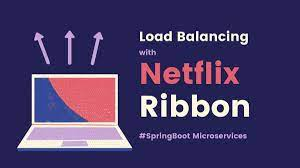 Load Balancing
with
Netflix
Ribbon
#SpringBoot Microservices